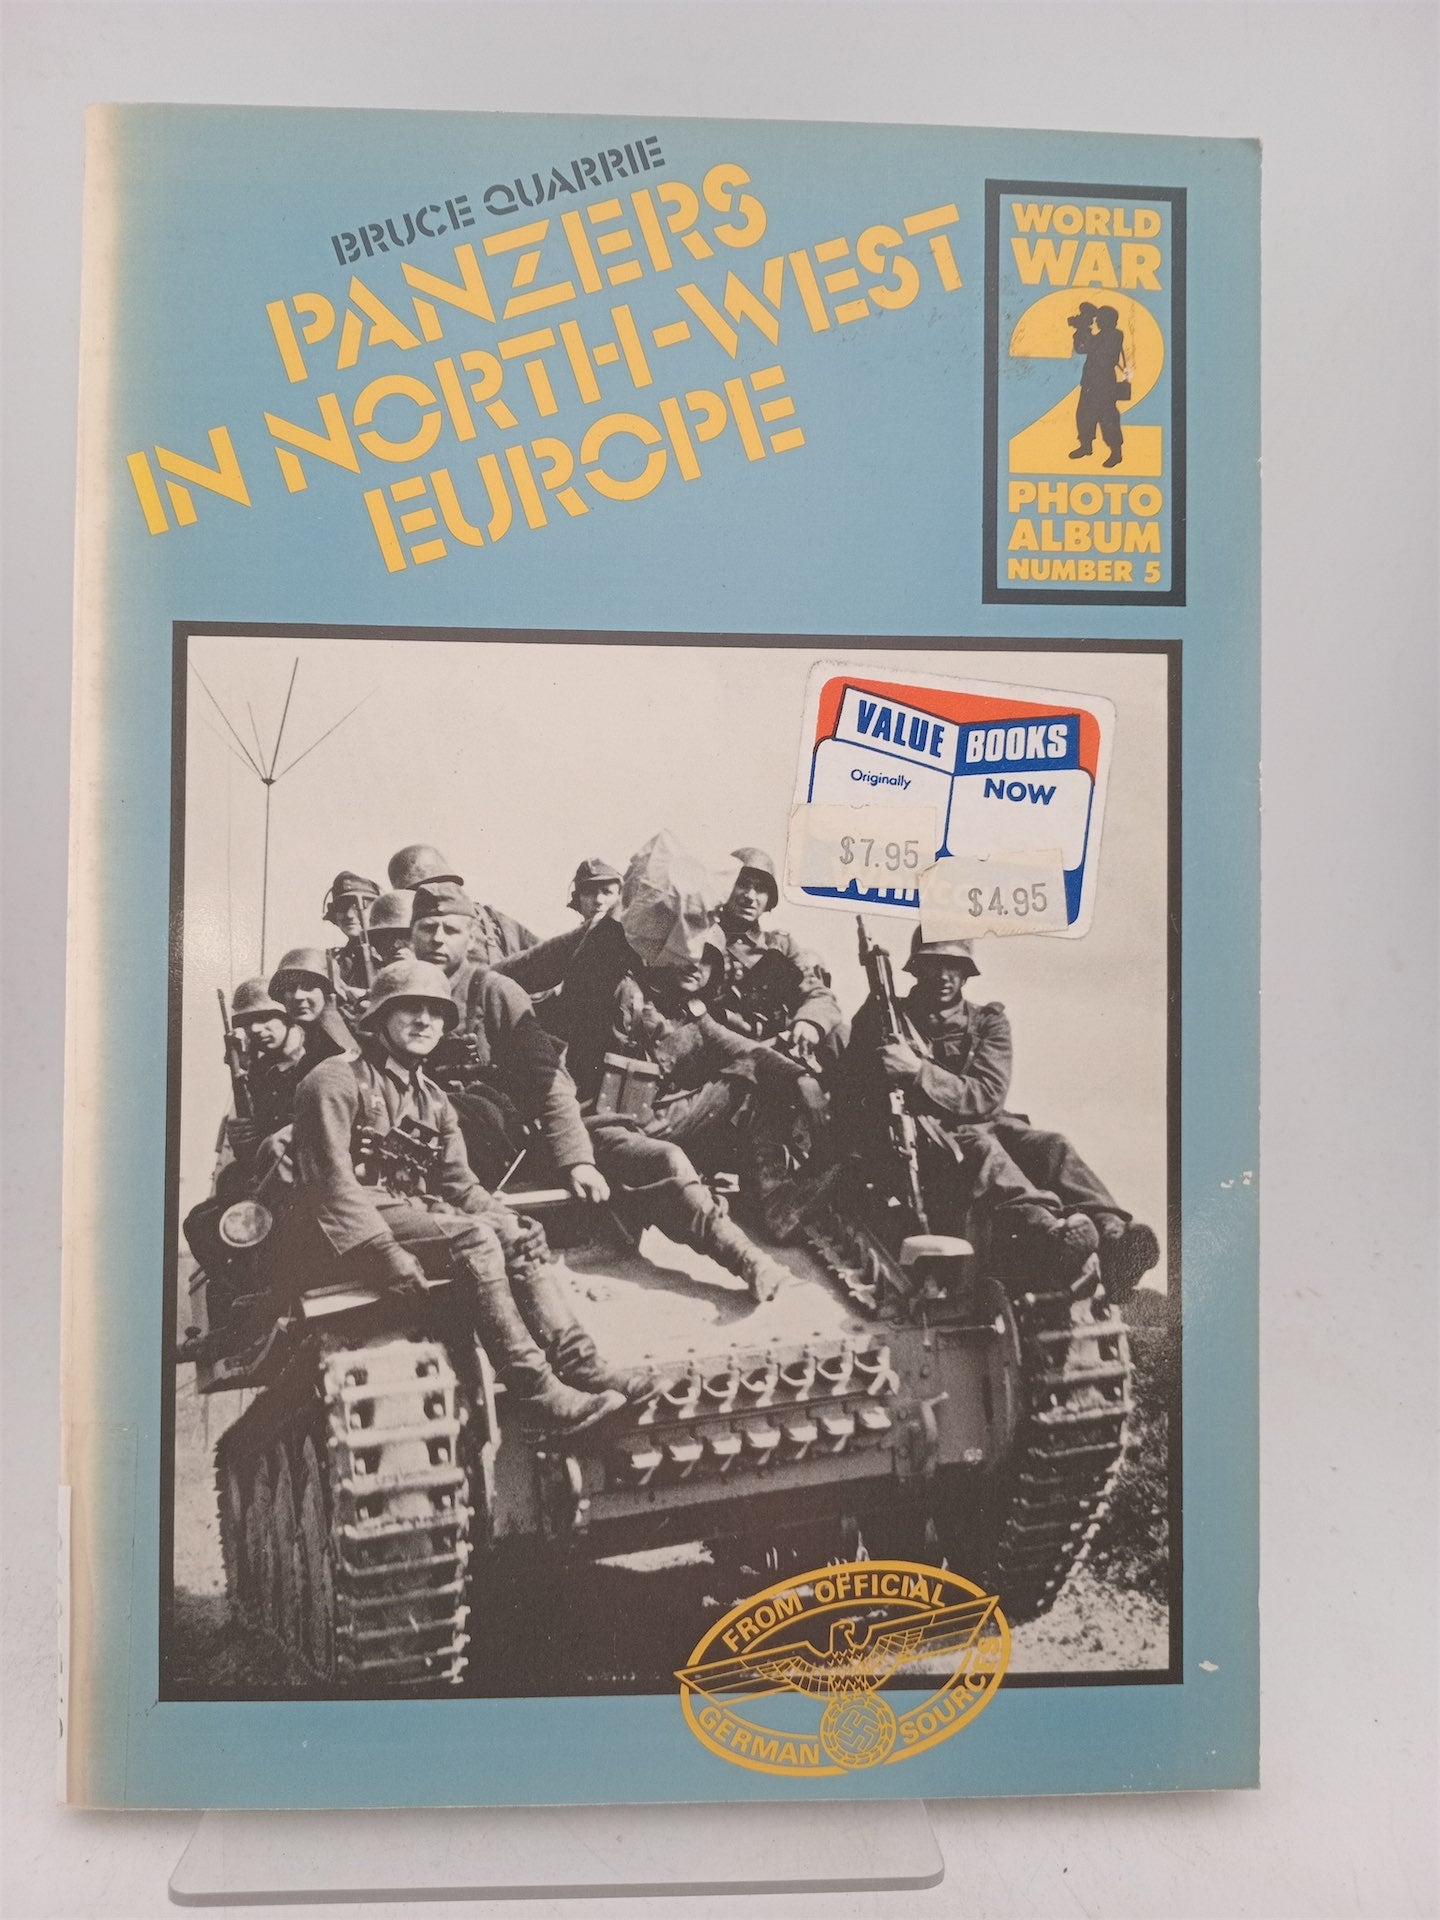 BRUCE QUARRIE
PANZERS
IN NORTH-WEST
EUROPE
WORLD
WAR
2
PHOTO
ALBUM
NUMBER 5
VALUE BOOKS
Originally
NOW
$7.95
$4.95
FROM OFFICIAL
GERMAN SOURCES